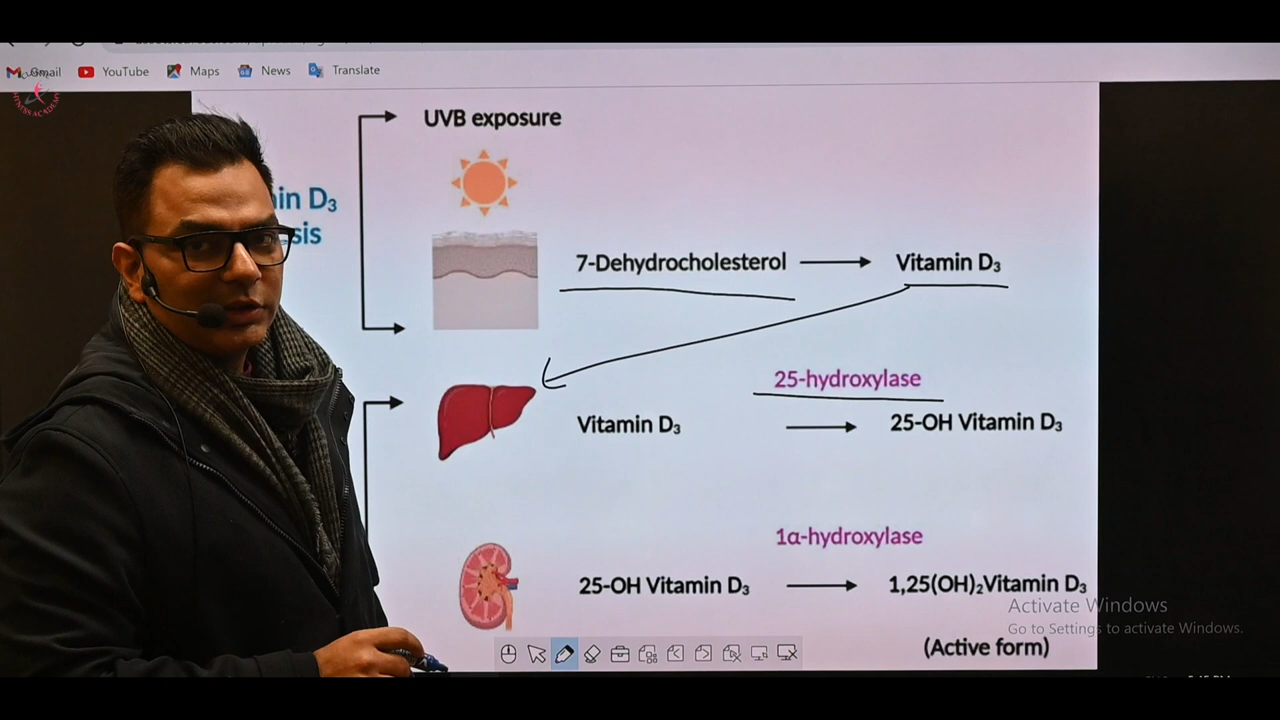 Gmail
YouTube
Maps
News
Translate
FITNESS ACADEMY
UVB exposure
in D₃
sis
7-Dehydrocholesterol
Vitamin D₃
25-hydroxylase
Vitamin D₃
25-OH Vitamin D₃
1α-hydroxylase
25-OH Vitamin D₃
1,25(OH)₂Vitamin D₃
Activate Windows
Go to Settings to activate Windows.
(Active form)